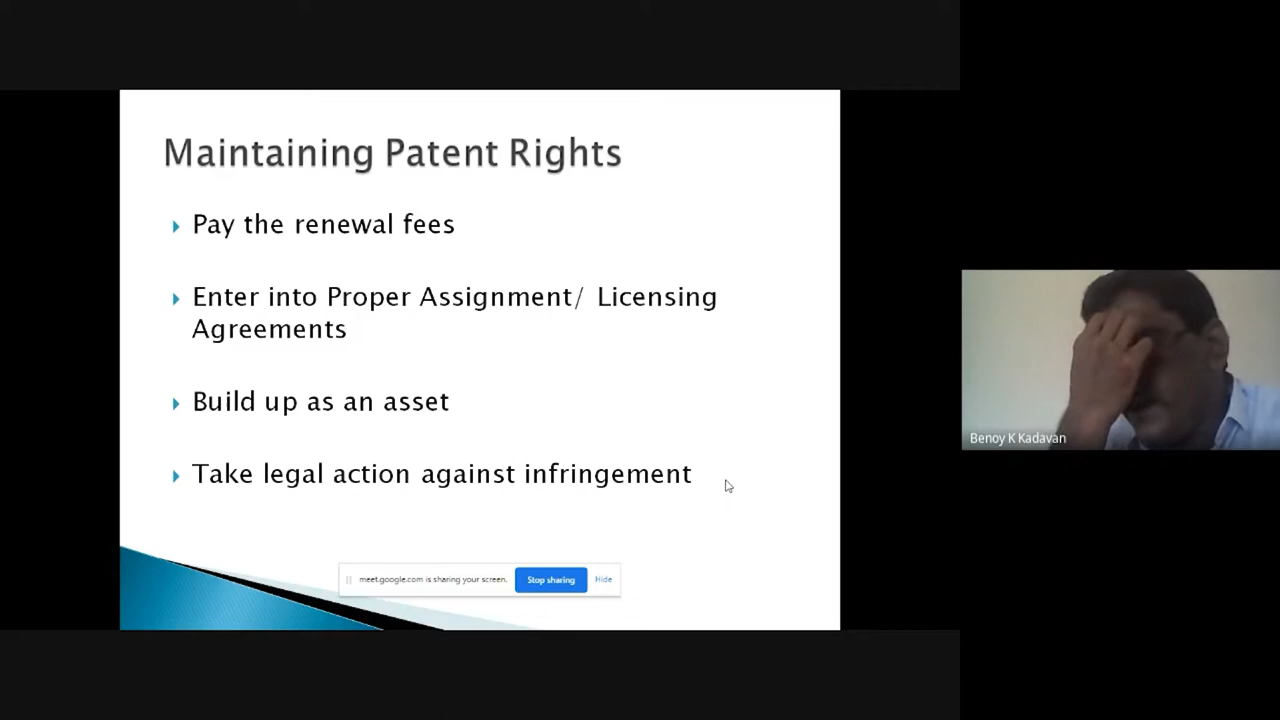 Maintaining Patent Rights
Pay the renewal fees
Enter into Proper Assignment/ Licensing
Agreements
Build up as an asset
Take legal action against infringement
meet.google.com is sharing your screen. Stop sharing Hide
Benoy K Kadavan